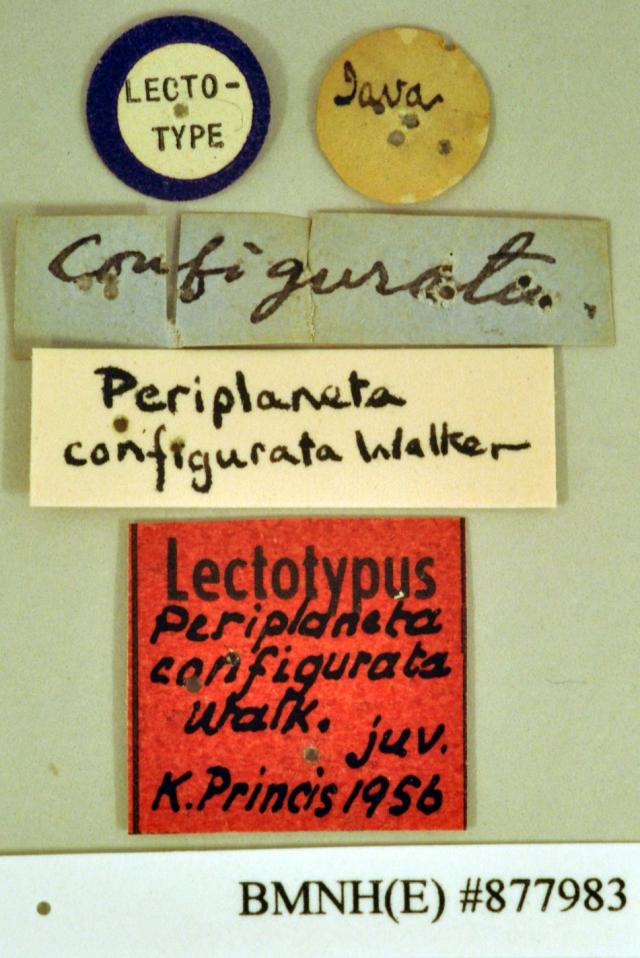 LECTO-
TYPE
Java.
Configurata.
Periplaneta
configurata Walker
Lectotypus
Periplaneta
configurata
Walk.
juv.
K. Princis 1956
BMNH(E) #877983